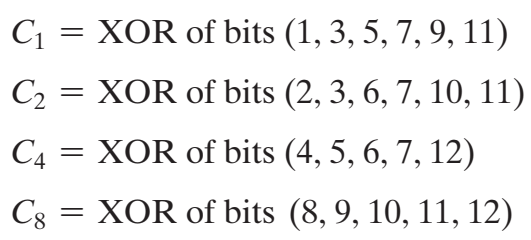 C₁ = XOR of bits (1, 3, 5, 7, 9, 11)
C₂ = XOR of bits (2, 3, 6, 7, 10, 11)
C₄ = XOR of bits (4, 5, 6, 7, 12)
C₈ = XOR of bits (8, 9, 10, 11, 12)